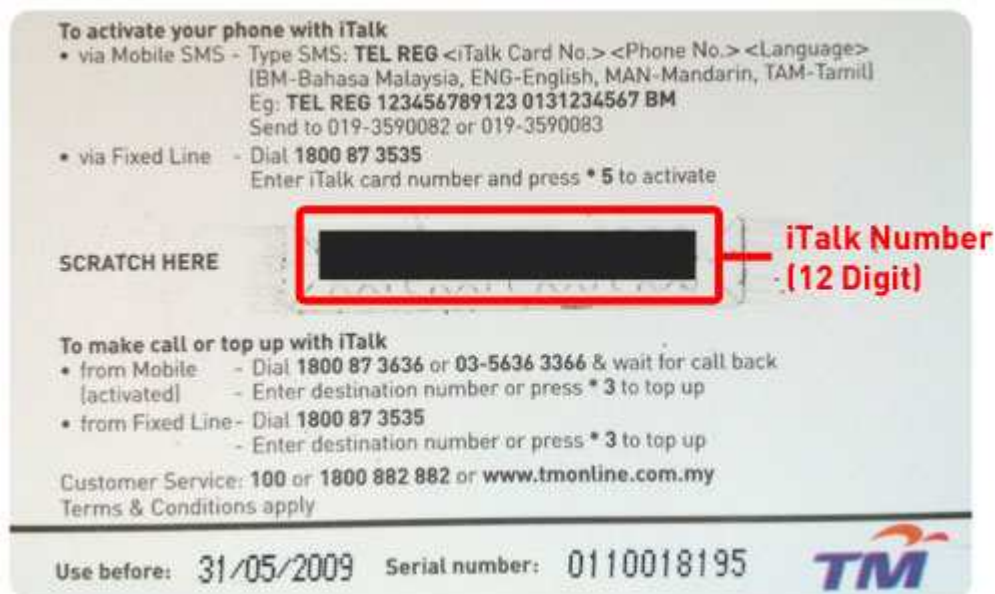 To activate your phone with iTalk
• via Mobile SMS - Type SMS: TEL REG <iTalk Card No.> <Phone No.> <Language>
[BM-Bahasa Malaysia, ENG-English, MAN-Mandarin, TAM-Tamil]
Eg: TEL REG 123456789123 0131234567 BM
Send to 019-3590082 or 019-3590083
• via Fixed Line - Dial 1800 87 3535
Enter iTalk card number and press * 5 to activate
SCRATCH HERE
iTalk Number
(12 Digit)
To make call or top up with iTalk
• from Mobile - Dial 1800 87 3636 or 03-5636 3366 & wait for call back
[activated] - Enter destination number or press * 3 to top up
• from Fixed Line - Dial 1800 87 3535
- Enter destination number or press * 3 to top up
Customer Service: 100 or 1800 882 882 or www.tmonline.com.my
Terms & Conditions apply
Use before: 31/05/2009 Serial number: 0110018195
TM